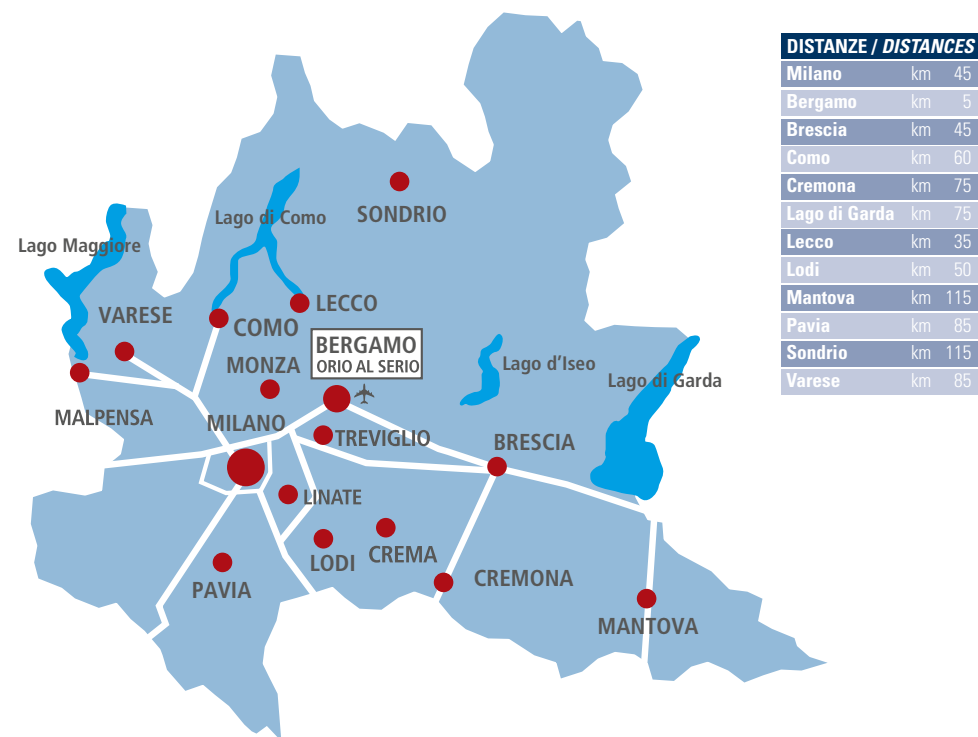 SONDRIO
Lago di Como
Lago Maggiore
VARESE
LECCO
COMO
BERGAMO
ORIO AL SERIO
MONZA
Lago d'Iseo
Lago di Garda
MALPENSA
MILANO
TREVIGLIO
BRESCIA
LINATE
LODI
CREMA
PAVIA
CREMONA
MANTOVA
DISTANZE / DISTANCES
Milano km 45
Bergamo km 5
Brescia km 45
Como km 60
Cremona km 75
Lago di Garda km 75
Lecco km 35
Lodi km 50
Mantova km 115
Pavia km 85
Sondrio km 115
Varese km 85